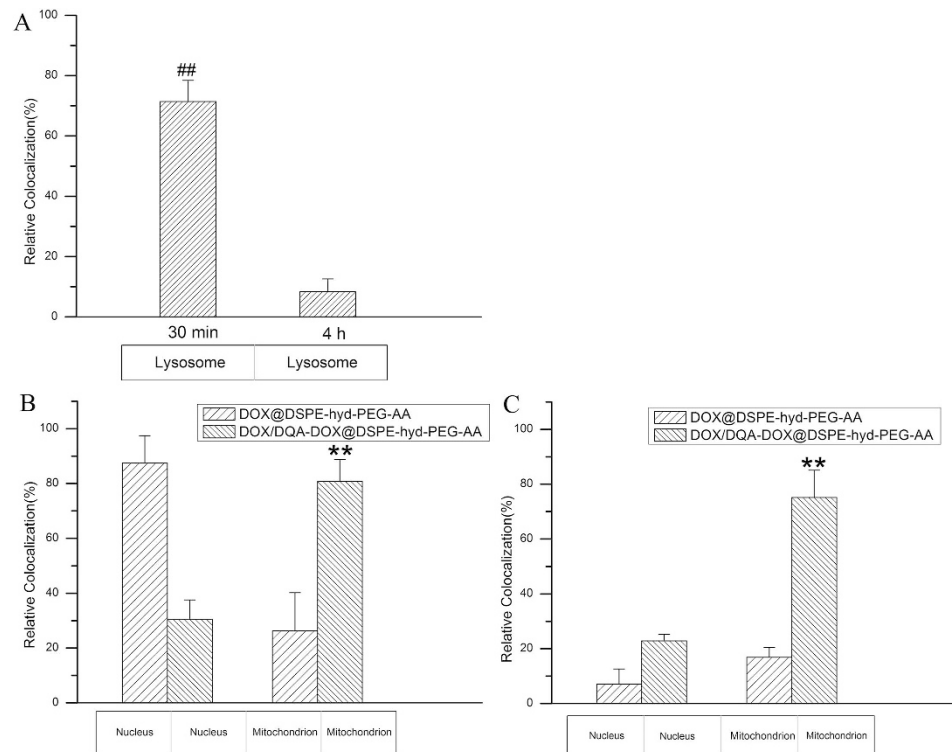 A
100
80
60
40
20
0
Relative Colocalization(%)
##
30 min 4 h
Lysosome Lysosome
B
100
80
60
40
20
0
Relative Colocalization(%)
DOX@DSPE-hyd-PEG-AA
DOX/DQA-DOX@DSPE-hyd-PEG-AA
**
Nucleus Nucleus Mitochondrion Mitochondrion
C
100
80
60
40
20
0
Relative Colocalization(%)
DOX@DSPE-hyd-PEG-AA
DOX/DQA-DOX@DSPE-hyd-PEG-AA
**
Nucleus Nucleus Mitochondrion Mitochondrion